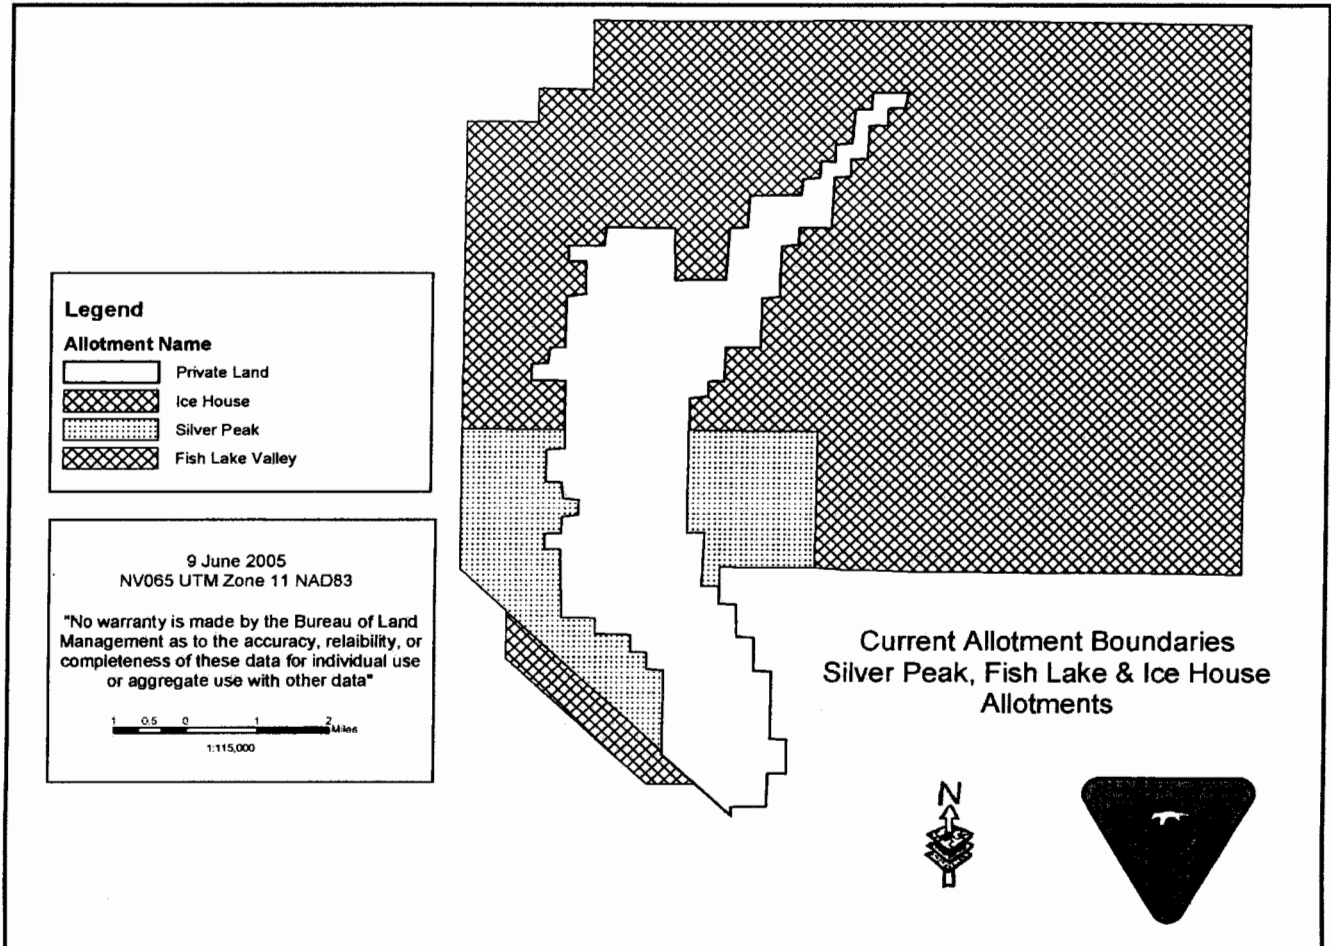 Legend
Allotment Name
Private Land
Ice House
Silver Peak
Fish Lake Valley
9 June 2005
NV065 UTM Zone 11 NAD83
"No warranty is made by the Bureau of Land
Management as to the accuracy, relaibility, or
completeness of these data for individual use
or aggregate use with other data"
1 0.5 0 1 2
Miles
1:115,000
Current Allotment Boundaries
Silver Peak, Fish Lake & Ice House
Allotments
N